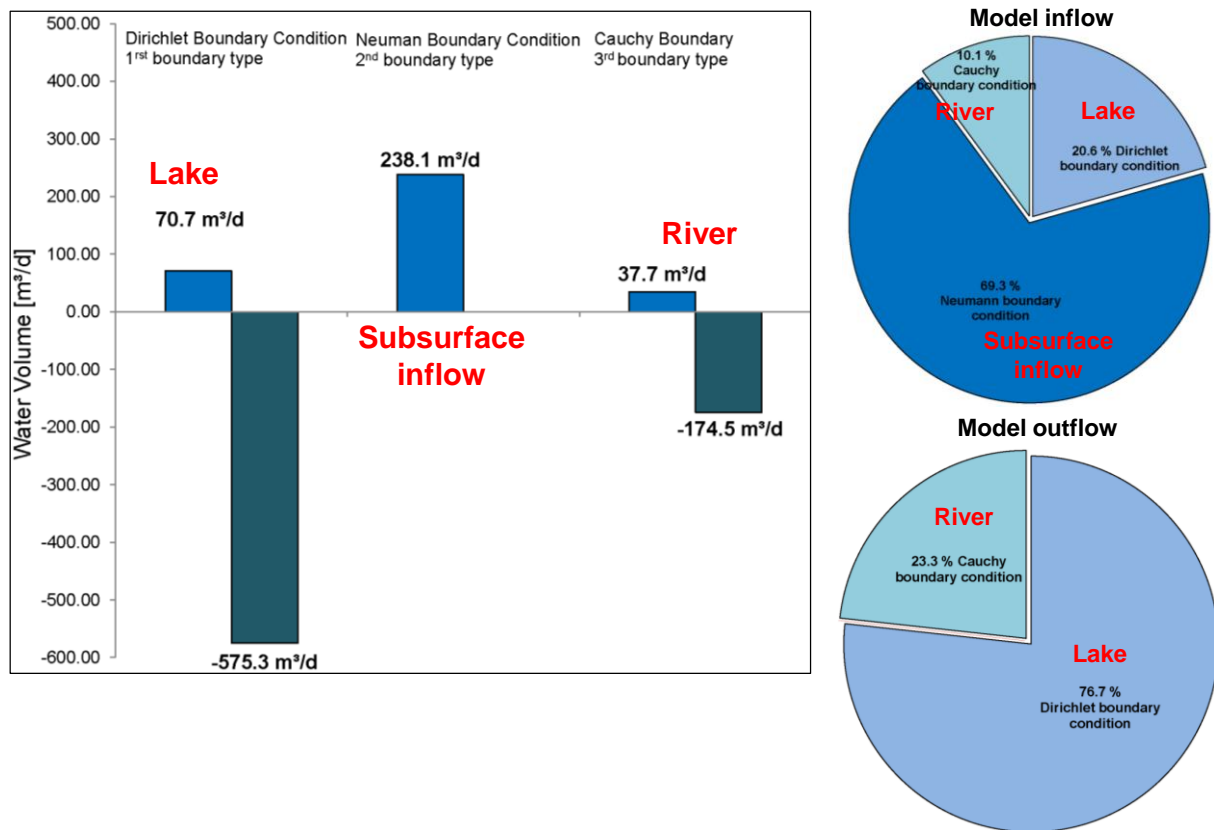 500.00
400.00
300.00
200.00
100.00
0.00
-100.00
-200.00
-300.00
-400.00
-500.00
-600.00
Water Volume [m³/d]
Dirichlet Boundary Condition
1ʳˢᵗ boundary type
Neuman Boundary Condition
2ⁿᵈ boundary type
Cauchy Boundary
3ʳᵈ boundary type
Lake
70.7 m³/d
-575.3 m³/d
238.1 m³/d
Subsurface
inflow
River
37.7 m³/d
-174.5 m³/d
Model inflow
10.1 %
Cauchy
boundary condition
River
Lake
20.6 % Dirichlet
boundary condition
69.3 %
Neumann boundary
condition
Subsurface
inflow
Model outflow
River
23.3 % Cauchy
boundary condition
Lake
76.7 %
Dirichlet boundary
condition